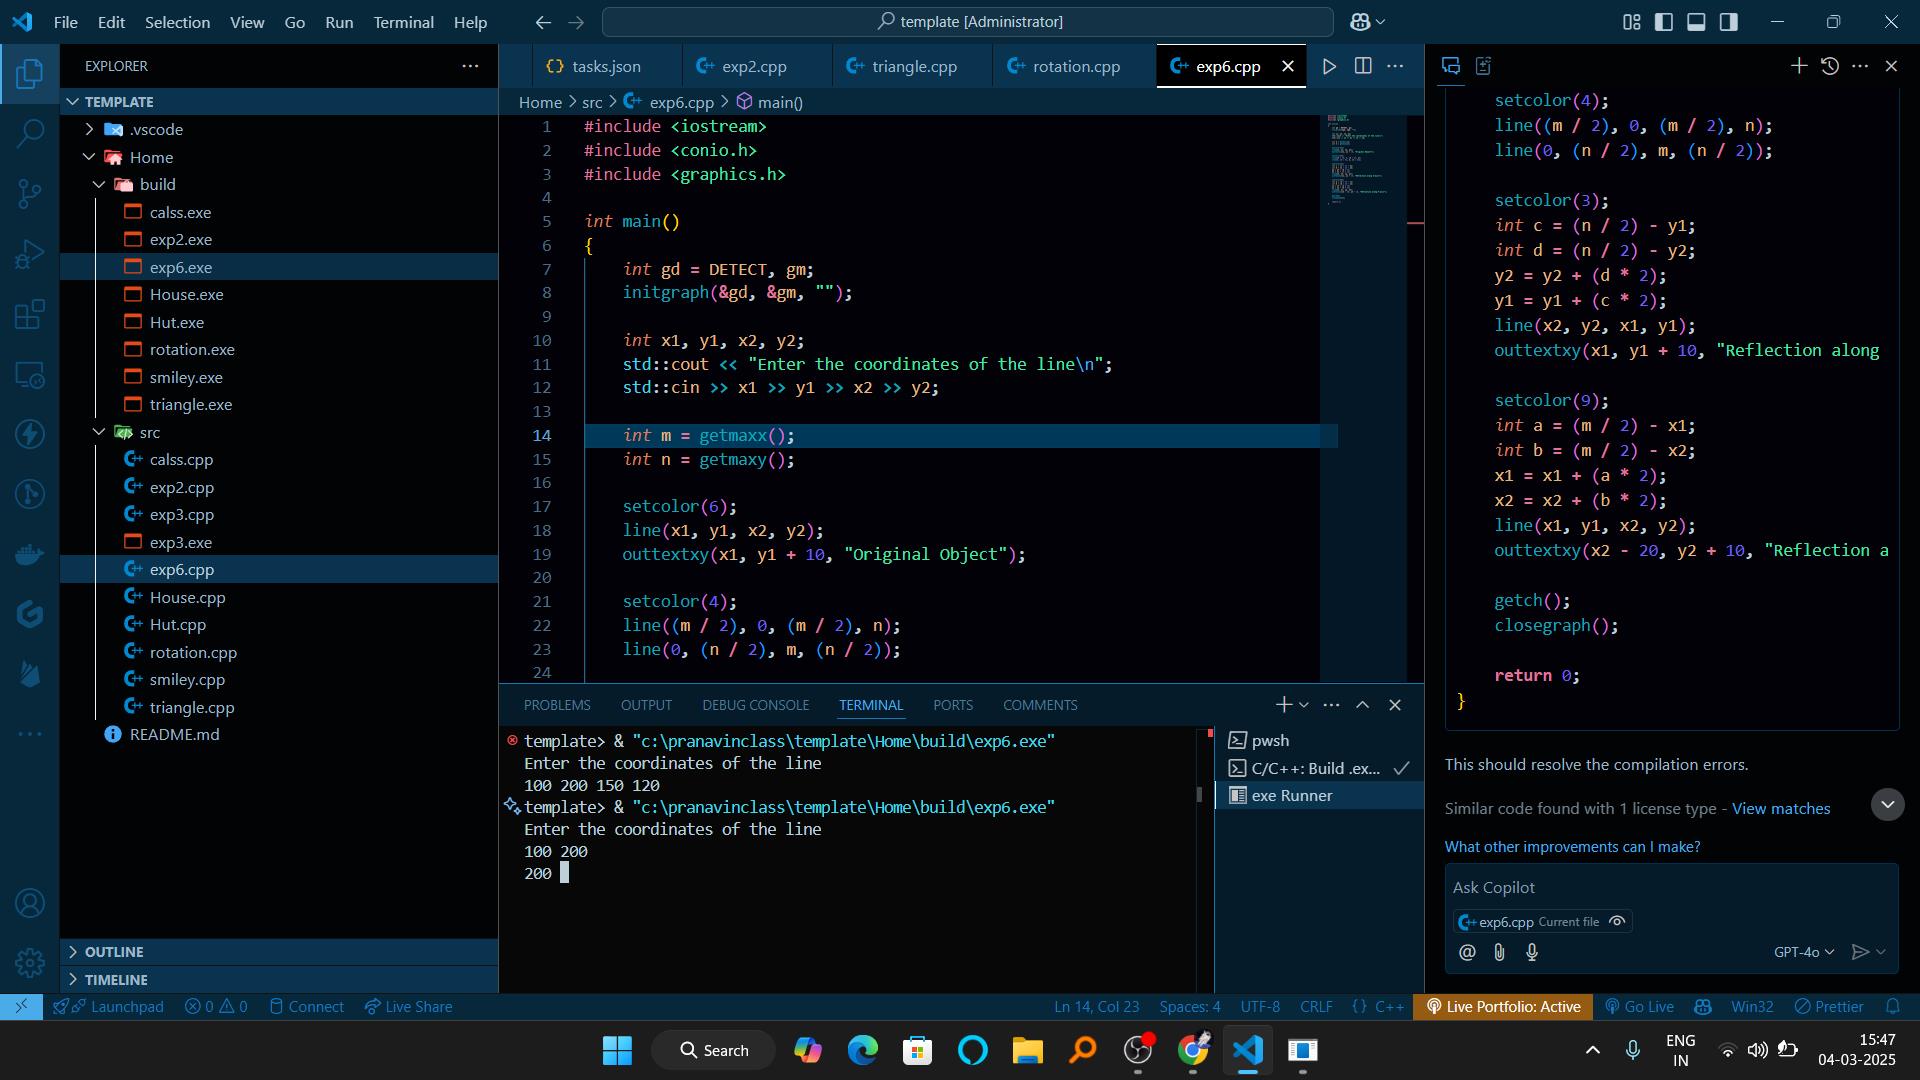 File Edit Selection View Go Run Terminal Help
template [Administrator]
EXPLORER
TEMPLATE
.vscode
Home
build
calss.exe
exp2.exe
exp6.exe
House.exe
Hut.exe
rotation.exe
smiley.exe
triangle.exe
src
calss.cpp
exp2.cpp
exp3.cpp
exp3.exe
exp6.cpp
House.cpp
Hut.cpp
rotation.cpp
smiley.cpp
triangle.cpp
README.md
OUTLINE
TIMELINE
tasks.json exp2.cpp triangle.cpp rotation.cpp exp6.cpp
Home > src > exp6.cpp > main()
1 #include <iostream>
2 #include <conio.h>
3 #include <graphics.h>
4
5 int main()
6 {
7 int gd = DETECT, gm;
8 initgraph(&gd, &gm, "");
9
10 int x1, y1, x2, y2;
11 std::cout << "Enter the coordinates of the line\n";
12 std::cin >> x1 >> y1 >> x2 >> y2;
13
14 int m = getmaxx();
15 int n = getmaxy();
16
17 setcolor(6);
18 line(x1, y1, x2, y2);
19 outtextxy(x1, y1 + 10, "Original Object");
20
21 setcolor(4);
22 line((m / 2), 0, (m / 2), n);
23 line(0, (n / 2), m, (n / 2));
24
PROBLEMS OUTPUT DEBUG CONSOLE TERMINAL PORTS COMMENTS
template> & "c:\pranavinclass\template\Home\build\exp6.exe"
Enter the coordinates of the line
100 200 150 120
template> & "c:\pranavinclass\template\Home\build\exp6.exe"
Enter the coordinates of the line
100 200
200
pwsh
C/C++: Build .ex...
exe Runner
setcolor(4);
line((m / 2), 0, (m / 2), n);
line(0, (n / 2), m, (n / 2));
setcolor(3);
int c = (n / 2) - y1;
int d = (n / 2) - y2;
y2 = y2 + (d * 2);
y1 = y1 + (c * 2);
line(x2, y2, x1, y1);
outtextxy(x1, y1 + 10, "Reflection along
setcolor(9);
int a = (m / 2) - x1;
int b = (m / 2) - x2;
x1 = x1 + (a * 2);
x2 = x2 + (b * 2);
line(x1, y1, x2, y2);
outtextxy(x2 - 20, y2 + 10, "Reflection a
getch();
closegraph();
return 0;
}
This should resolve the compilation errors.
Similar code found with 1 license type - View matches
What other improvements can I make?
Ask Copilot
exp6.cpp Current file
GPT-4o
Launchpad 0 0 Connect Live Share
Ln 14, Col 23 Spaces: 4 UTF-8 CRLF {} C++ Live Portfolio: Active Go Live Win32 Prettier
Search
ENG
IN
15:47
04-03-2025